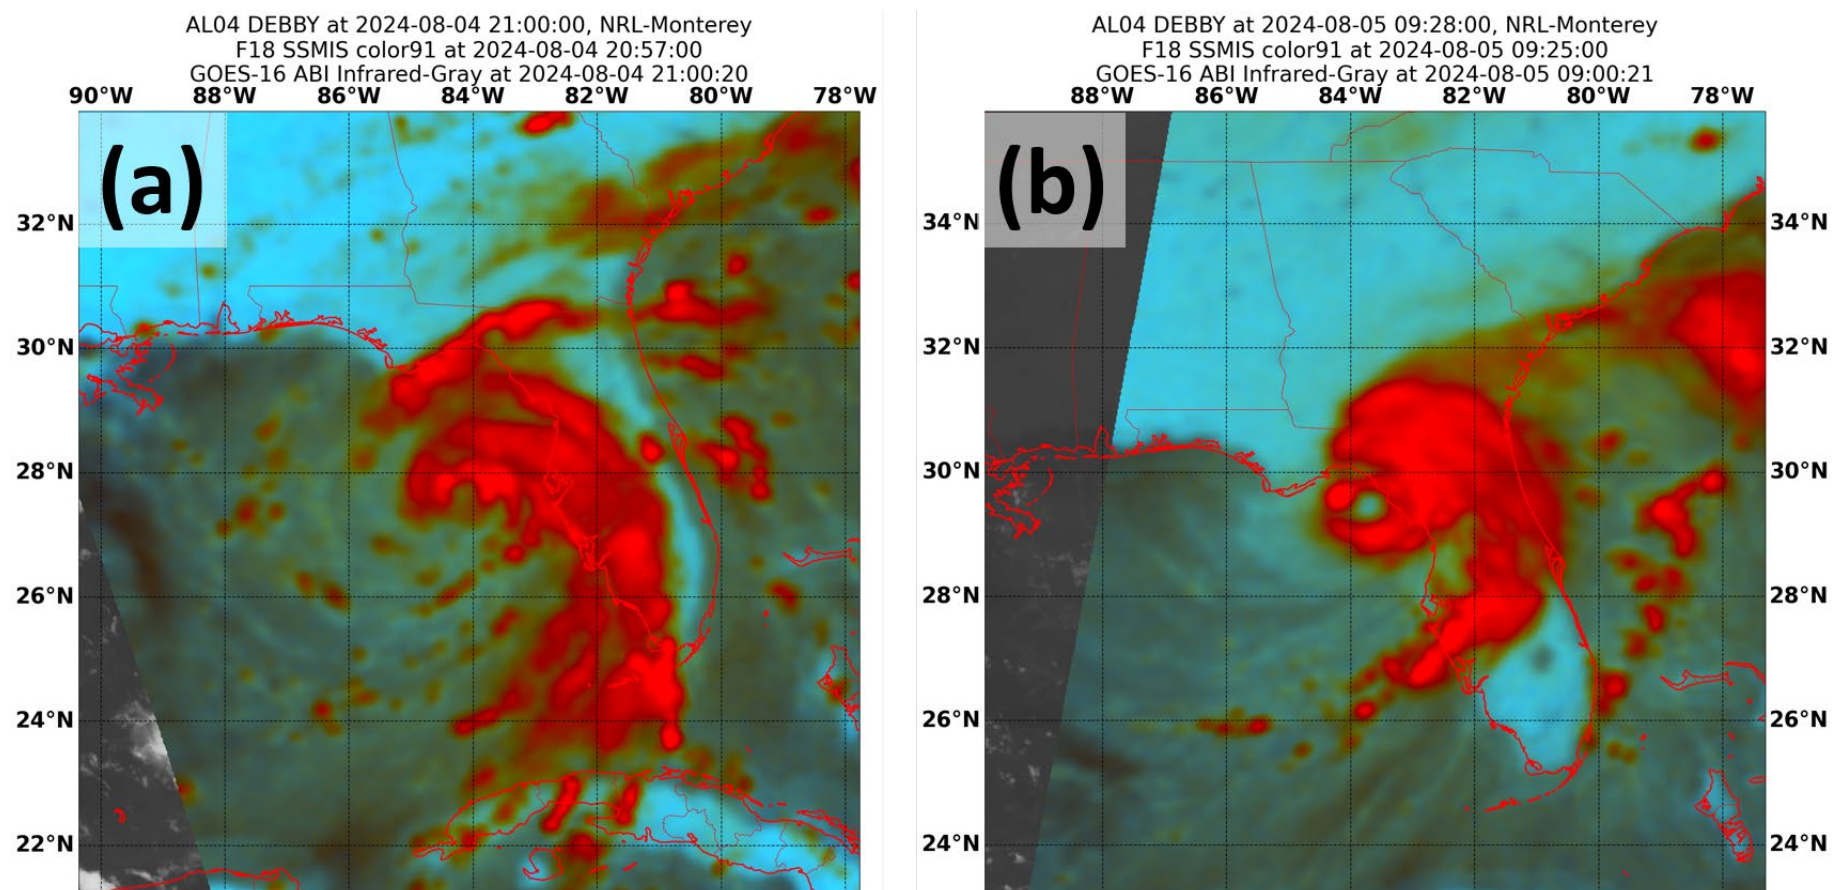 AL04 DEBBY at 2024-08-04 21:00:00, NRL-Monterey
F18 SSMIS color91 at 2024-08-04 20:57:00
GOES-16 ABI Infrared-Gray at 2024-08-04 21:00:20
90°W 88°W 86°W 84°W 82°W 80°W 78°W
(a)
32°N
30°N
28°N
26°N
24°N
22°N
AL04 DEBBY at 2024-08-05 09:28:00, NRL-Monterey
F18 SSMIS color91 at 2024-08-05 09:25:00
GOES-16 ABI Infrared-Gray at 2024-08-05 09:00:21
88°W 86°W 84°W 82°W 80°W 78°W
(b)
34°N 34°N
32°N 32°N
30°N 30°N
28°N 28°N
26°N 26°N
24°N 24°N